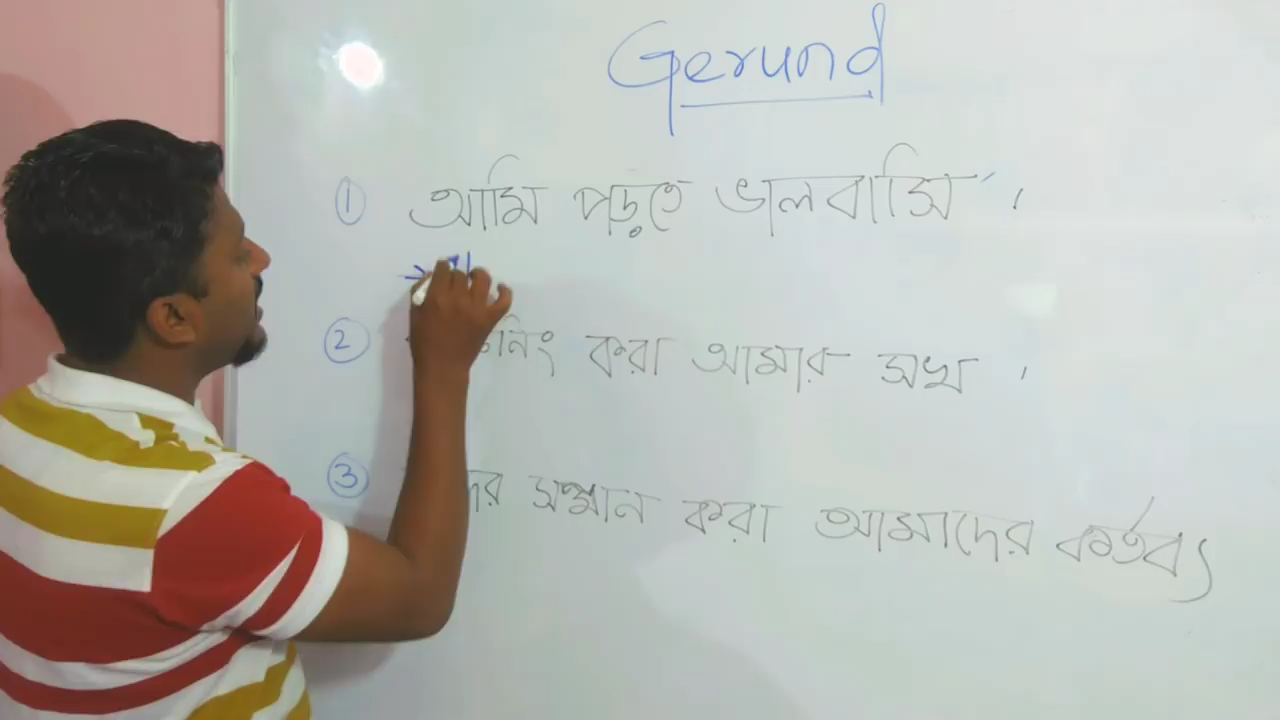 Gerund
① আমি পড়তে ভালবাসি ।
→
② করা আমার সখ ।
③ সম্মান করা আমাদের কর্তব্য